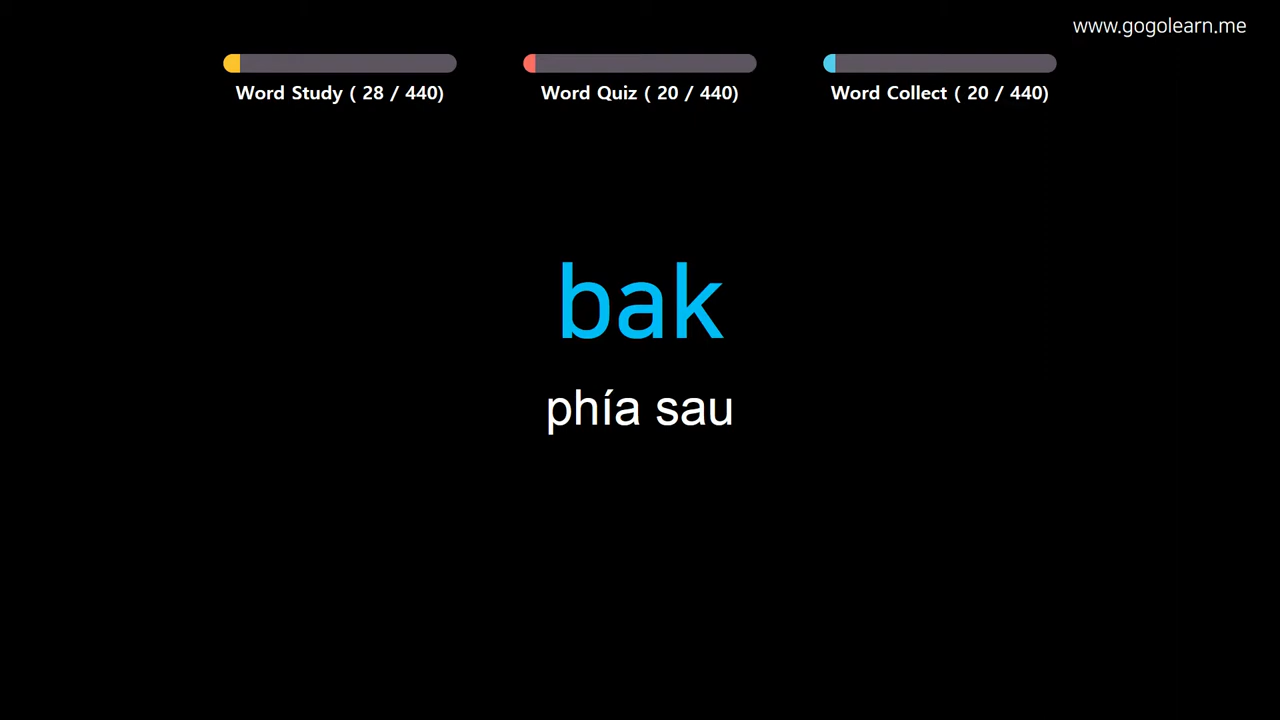 www.gogolearn.me
Word Study ( 28 / 440)
Word Quiz ( 20 / 440)
Word Collect ( 20 / 440)
bak
phía sau